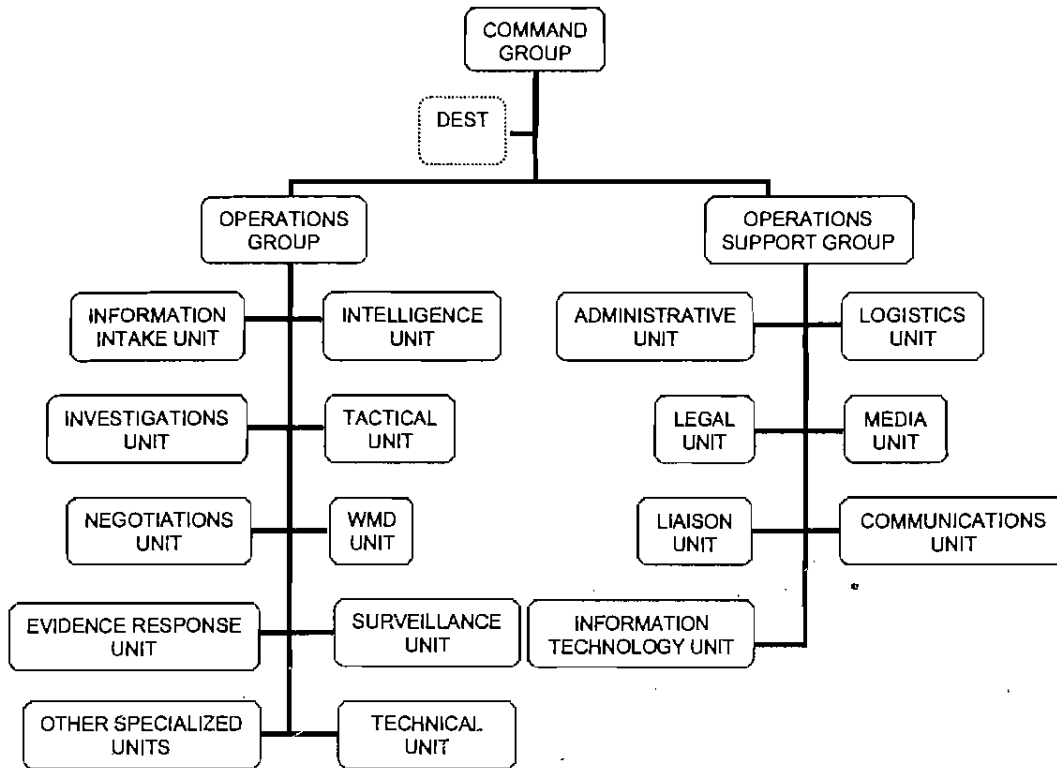 COMMAND
GROUP
DEST
OPERATIONS
GROUP
OPERATIONS
SUPPORT GROUP
INFORMATION
INTAKE UNIT
INTELLIGENCE
UNIT
ADMINISTRATIVE
UNIT
LOGISTICS
UNIT
INVESTIGATIONS
UNIT
TACTICAL
UNIT
LEGAL
UNIT
MEDIA
UNIT
NEGOTIATIONS
UNIT
WMD
UNIT
LIAISON
UNIT
COMMUNICATIONS
UNIT
EVIDENCE RESPONSE
UNIT
SURVEILLANCE
UNIT
INFORMATION
TECHNOLOGY UNIT
OTHER SPECIALIZED
UNITS
TECHNICAL
UNIT